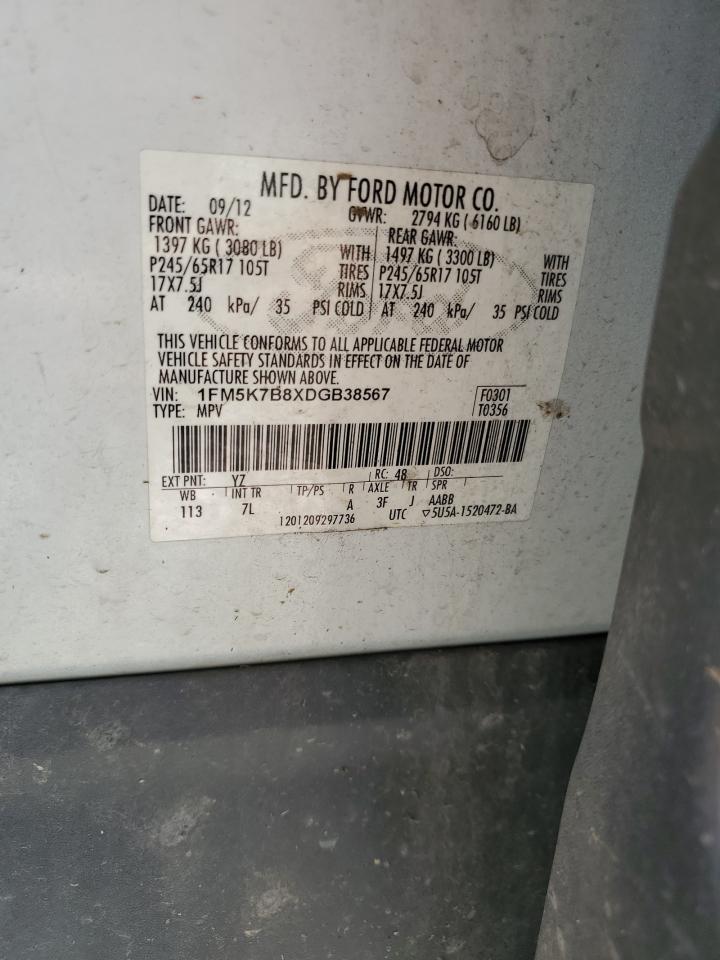 MFD. BY FORD MOTOR CO.
DATE: 09/12 GVWR: 2794 KG ( 6160 LB)
FRONT GAWR: REAR GAWR:
1397 KG ( 3080 LB) WITH 1497 KG ( 3300 LB) WITH
P245/65R17 105T TIRES P245/65R17 105T TIRES
17X7.5J RIMS 17X7.5J RIMS
AT 240 kPa/ 35 PSI COLD AT 240 kPa/ 35 PSI COLD
THIS VEHICLE CONFORMS TO ALL APPLICABLE FEDERAL MOTOR
VEHICLE SAFETY STANDARDS IN EFFECT ON THE DATE OF
MANUFACTURE SHOWN ABOVE.
VIN: 1FM5K7B8XDGB38567 F0301
TYPE: MPV T0356
EXT PNT: YZ RC: 48 DSO:
WB INT TR TP/PS R AXLE TR SPR
113 7L A 3F J AABB
1201209297736 UTC ▽5U5A-1520472-BA